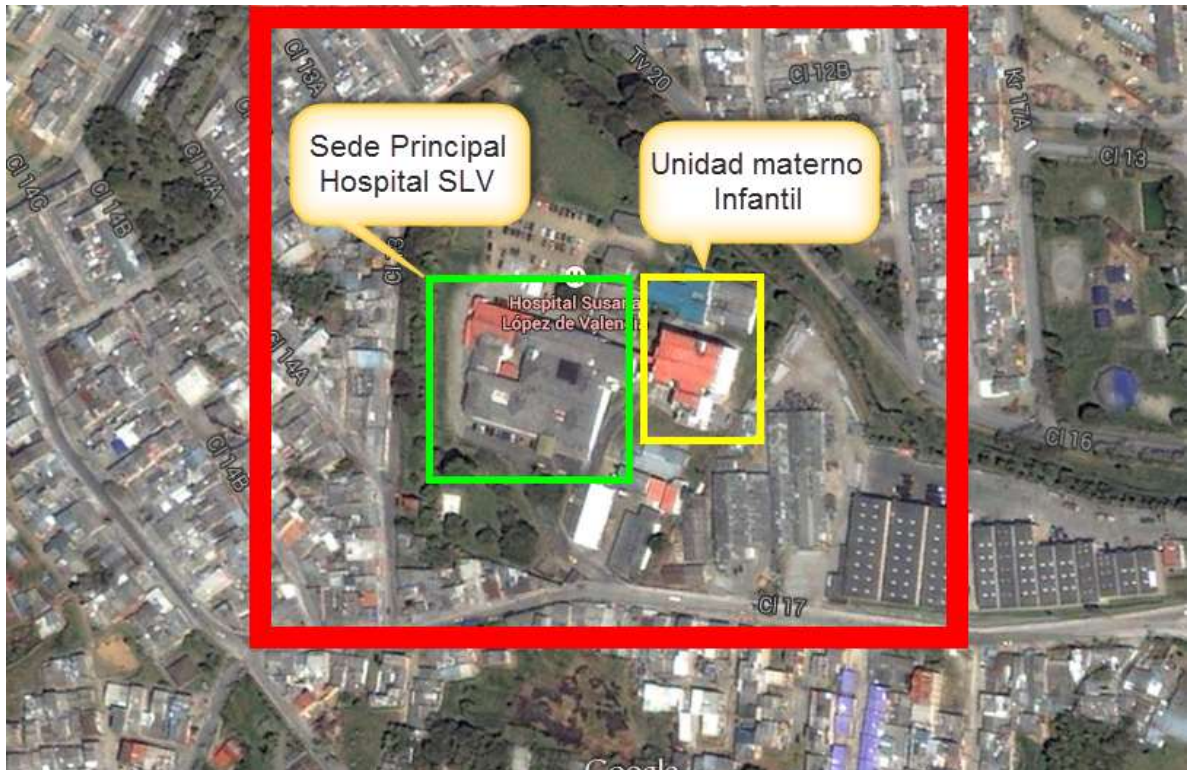 Cl 13A
Tv 20
Cl 12B
Kr 17A
Cl 13
Cl 14C
Cl 14B
Cl 14A
Sede Principal
Hospital SLV
Unidad materno
Infantil
H
Hospital Susana
López de Valencia
Cl 14A
Cl 14B
Cl 16
Cl 17
Google